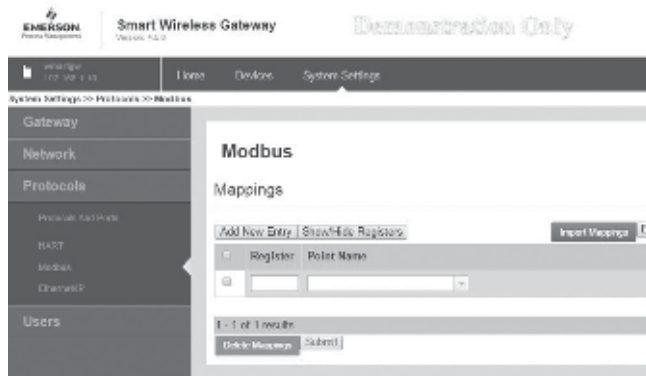 EMERSON
Process Management
Smart Wireless Gateway
Demonstration Only
Home Devices System Settings
System Settings >> Protocols >> Modbus
Gateway
Network
Protocols
Protocols And Ports
HART
Modbus
EthernetIP
Users
Modbus
Mappings
Add New Entry Show/Hide Registers Import Mappings
Register Point Name
1 - 1 of 1 results
Delete Mappings Submit